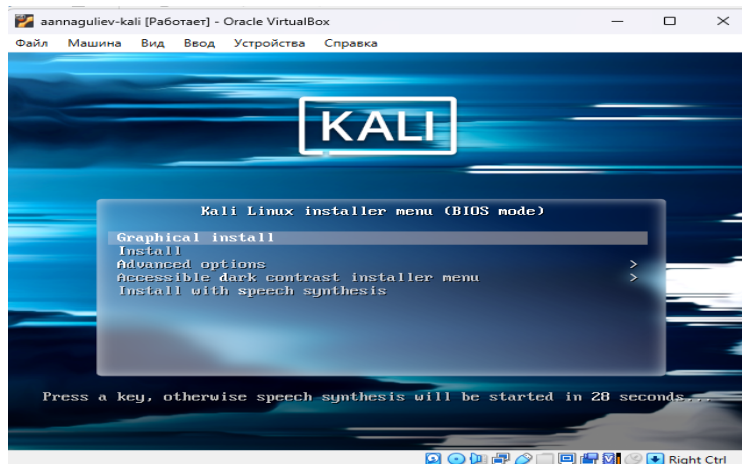 aannaguliev-kali [Работает] - Oracle VirtualBox
Файл Машина Вид Ввод Устройства Справка
KALI
Kali Linux installer menu (BIOS mode)
Graphical install
Install
Advanced options >
Accessible dark contrast installer menu >
Install with speech synthesis
Press a key, otherwise speech synthesis will be started in 28 seconds...
Right Ctrl